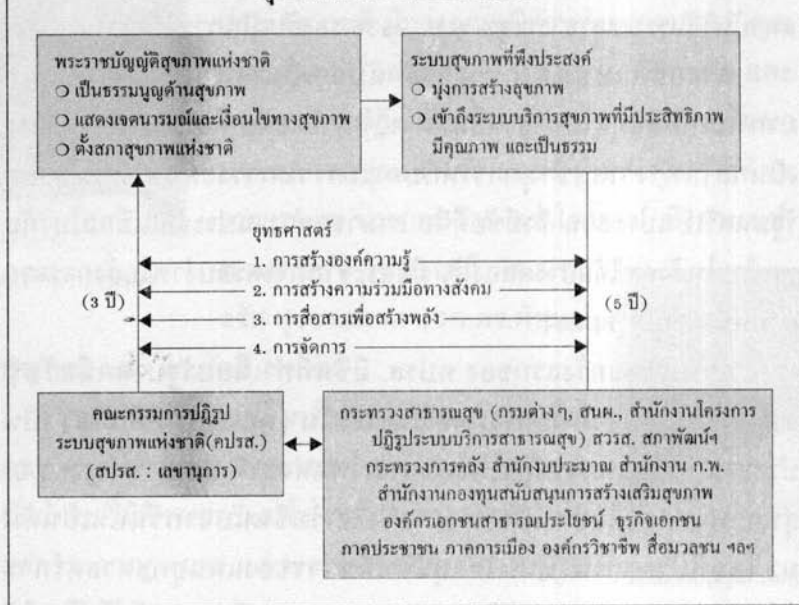 พระราชบัญญัติสุขภาพแห่งชาติ
❍ เป็นธรรมนูญด้านสุขภาพ
❍ แสดงเจตนารมณ์และเงื่อนไขทางสุขภาพ
❍ ตั้งสภาสุขภาพแห่งชาติ
ระบบสุขภาพที่พึงประสงค์
❍ มุ่งการสร้างสุขภาพ
❍ เข้าถึงระบบบริการสุขภาพที่มีประสิทธิภาพ
มีคุณภาพ และเป็นธรรม
ยุทธศาสตร์
1. การสร้างองค์ความรู้
2. การสร้างความร่วมมือทางสังคม
(3 ปี)
(5 ปี)
3. การสื่อสารเพื่อสร้างพลัง
4. การจัดการ
คณะกรรมการปฏิรูป
ระบบสุขภาพแห่งชาติ(คปรส.)
(สปรส. : เลขานุการ)
กระทรวงสาธารณสุข (กรมต่างๆ, สนผ., สำนักงานโครงการ
ปฏิรูประบบบริการสาธารณสุข) สวรส. สภาพัฒน์ฯ
กระทรวงการคลัง สำนักงบประมาณ สำนักงาน ก.พ.
สำนักงานกองทุนสนับสนุนการสร้างเสริมสุขภาพ
องค์กรเอกชนสาธารณประโยชน์ ธุรกิจเอกชน
ภาคประชาชน ภาคการเมือง องค์กรวิชาชีพ สื่อมวลชน ฯลฯ